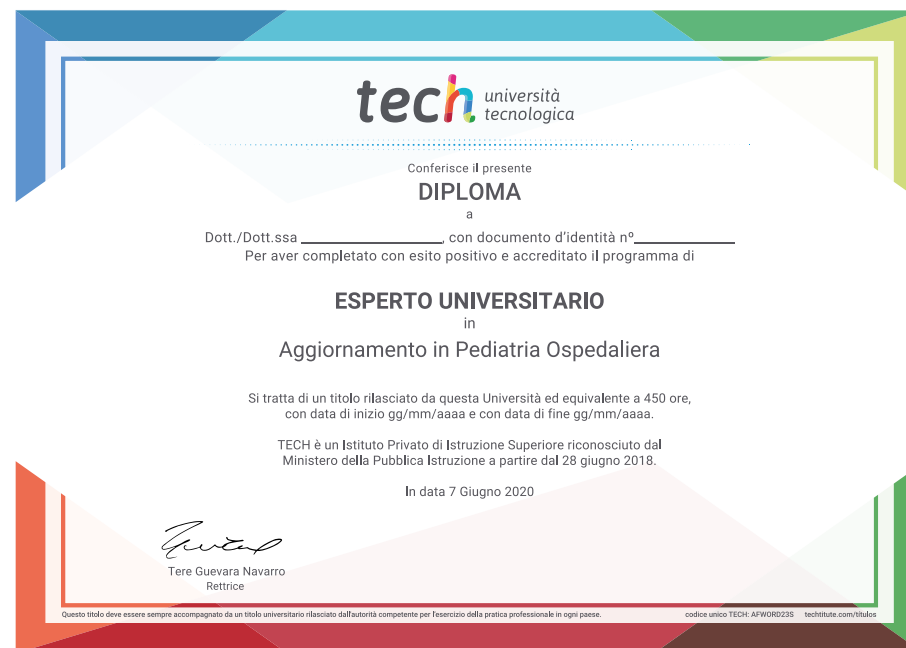 tech università
tecnologica
Conferisce il presente
DIPLOMA
a
Dott./Dott.ssa ____________________, con documento d'identità nº______________
Per aver completato con esito positivo e accreditato il programma di
ESPERTO UNIVERSITARIO
in
Aggiornamento in Pediatria Ospedaliera
Si tratta di un titolo rilasciato da questa Università ed equivalente a 450 ore,
con data di inizio gg/mm/aaaa e con data di fine gg/mm/aaaa.
TECH è un Istituto Privato di Istruzione Superiore riconosciuto dal
Ministero della Pubblica Istruzione a partire dal 28 giugno 2018.
In data 7 Giugno 2020
Tere Guevara Navarro
Rettrice
Questo titolo deve essere sempre accompagnato da un titolo universitario rilasciato dall'autorità competente per l'esercizio della pratica professionale in ogni paese. codice unico TECH: AFWORD23S techtitute.com/titulos